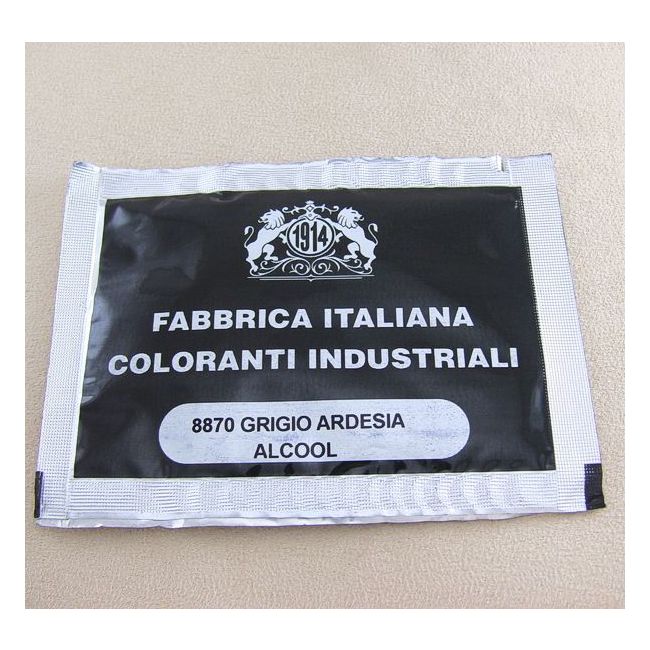 1914
FABBRICA ITALIANA
COLORANTI INDUSTRIALI
8870 GRIGIO ARDESIA
ALCOOL